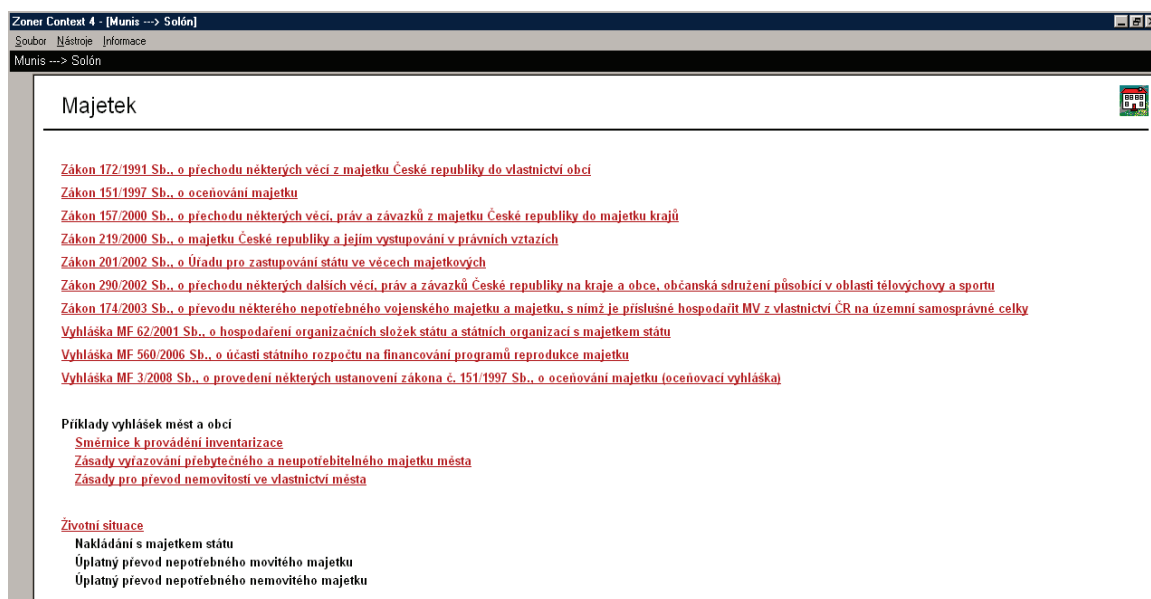 Zoner Context 4 - [Munis ---> Solón]
Soubor Nástroje Informace
Munis ---> Solón
Majetek
Zákon 172/1991 Sb., o přechodu některých věcí z majetku České republiky do vlastnictví obcí
Zákon 151/1997 Sb., o oceňování majetku
Zákon 157/2000 Sb., o přechodu některých věcí, práv a závazků z majetku České republiky do majetku krajů
Zákon 219/2000 Sb., o majetku České republiky a jejím vystupování v právních vztazích
Zákon 201/2002 Sb., o Úřadu pro zastupování státu ve věcech majetkových
Zákon 290/2002 Sb., o přechodu některých dalších věcí, práv a závazků České republiky na kraje a obce, občanská sdružení působící v oblasti tělovýchovy a sportu
Zákon 174/2003 Sb., o převodu některého nepotřebného vojenského majetku a majetku, s nímž je příslušné hospodařit MV z vlastnictví ČR na územní samosprávné celky
Vyhláška MF 62/2001 Sb., o hospodaření organizačních složek státu a státních organizací s majetkem státu
Vyhláška MF 560/2006 Sb., o účasti státního rozpočtu na financování programů reprodukce majetku
Vyhláška MF 3/2008 Sb., o provedení některých ustanovení zákona č. 151/1997 Sb., o oceňování majetku (oceňovací vyhláška)
Příklady vyhlášek měst a obcí
Směrnice k provádění inventarizace
Zásady vyřazování přebytečného a neupotřebitelného majetku města
Zásady pro převod nemovitostí ve vlastnictví města
Životní situace
Nakládání s majetkem státu
Úplatný převod nepotřebného movitého majetku
Úplatný převod nepotřebného nemovitého majetku